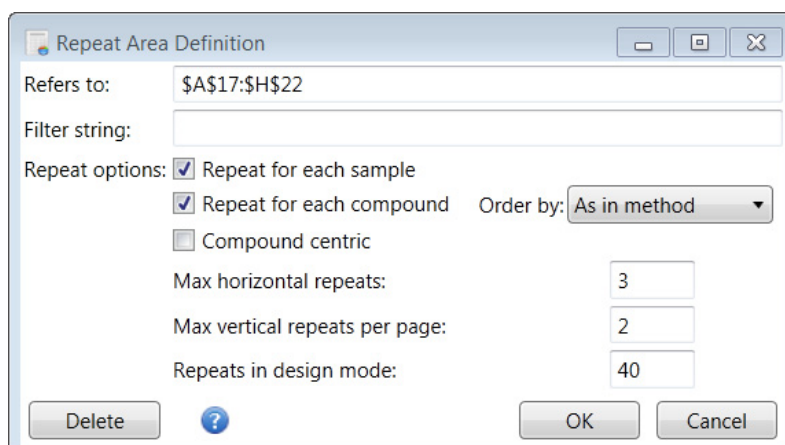 Repeat Area Definition
Refers to: $A$17:$H$22
Filter string:
Repeat options: Repeat for each sample
Repeat for each compound Order by: As in method
Compound centric
Max horizontal repeats: 3
Max vertical repeats per page: 2
Repeats in design mode: 40
Delete ? OK Cancel